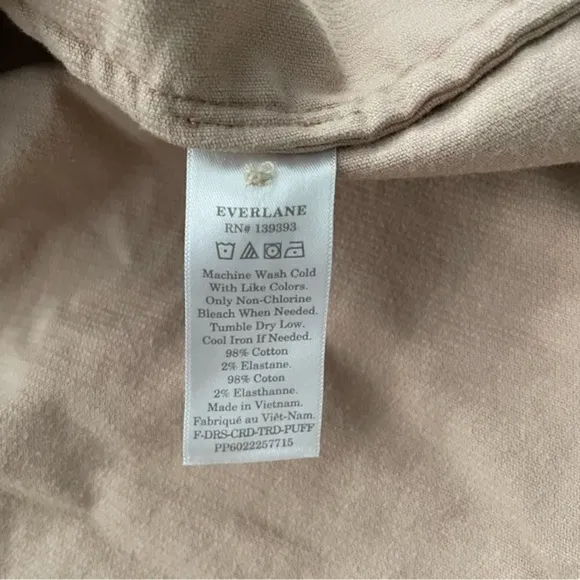 EVERLANE
RN# 139393
Machine Wash Cold
With Like Colors.
Only Non-Chlorine
Bleach When Needed.
Tumble Dry Low.
Cool Iron If Needed.
98% Cotton
2% Elastane.
98% Coton
2% Elasthanne.
Made in Vietnam.
Fabriqué au Viêt-Nam.
F-DRS-CRD-TRD-PUFF
PP6022257715